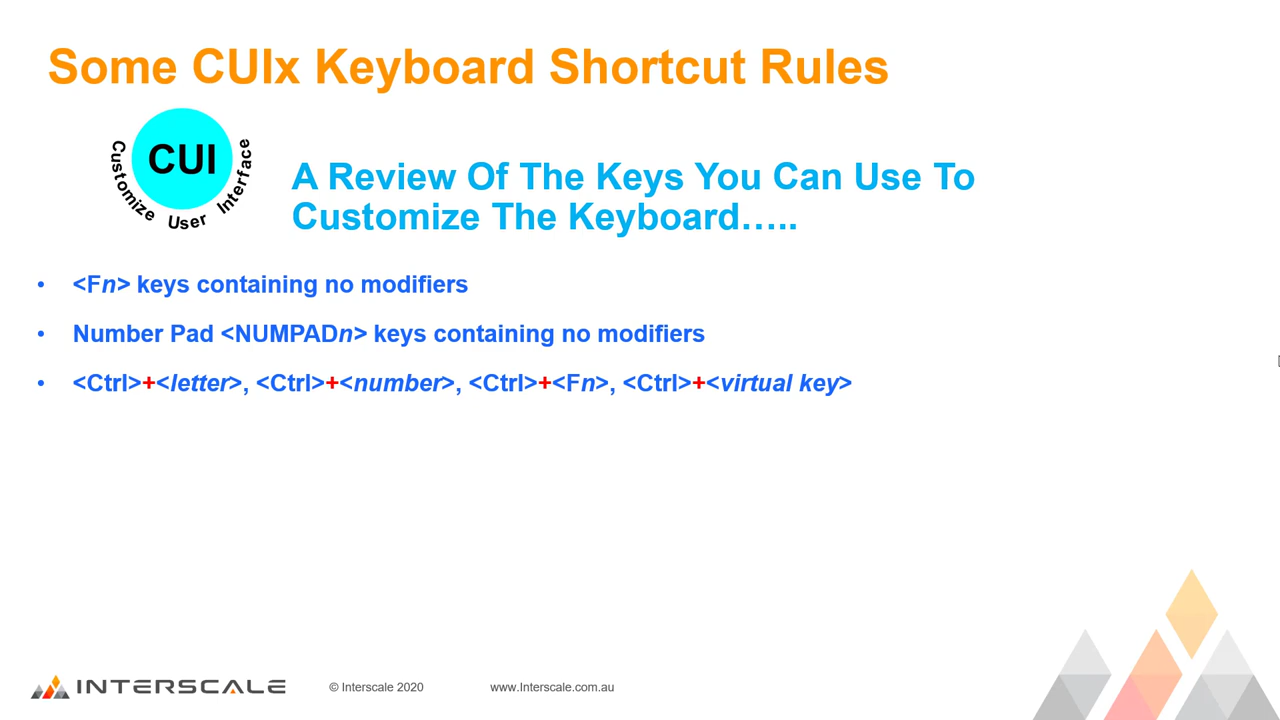 Some CUIx Keyboard Shortcut Rules
CUI
Customize User Interface
A Review Of The Keys You Can Use To
Customize The Keyboard…..
• <Fn> keys containing no modifiers
• Number Pad <NUMPADn> keys containing no modifiers
• <Ctrl>+<letter>, <Ctrl>+<number>, <Ctrl>+<Fn>, <Ctrl>+<virtual key>
INTERSCALE
© Interscale 2020
www.Interscale.com.au